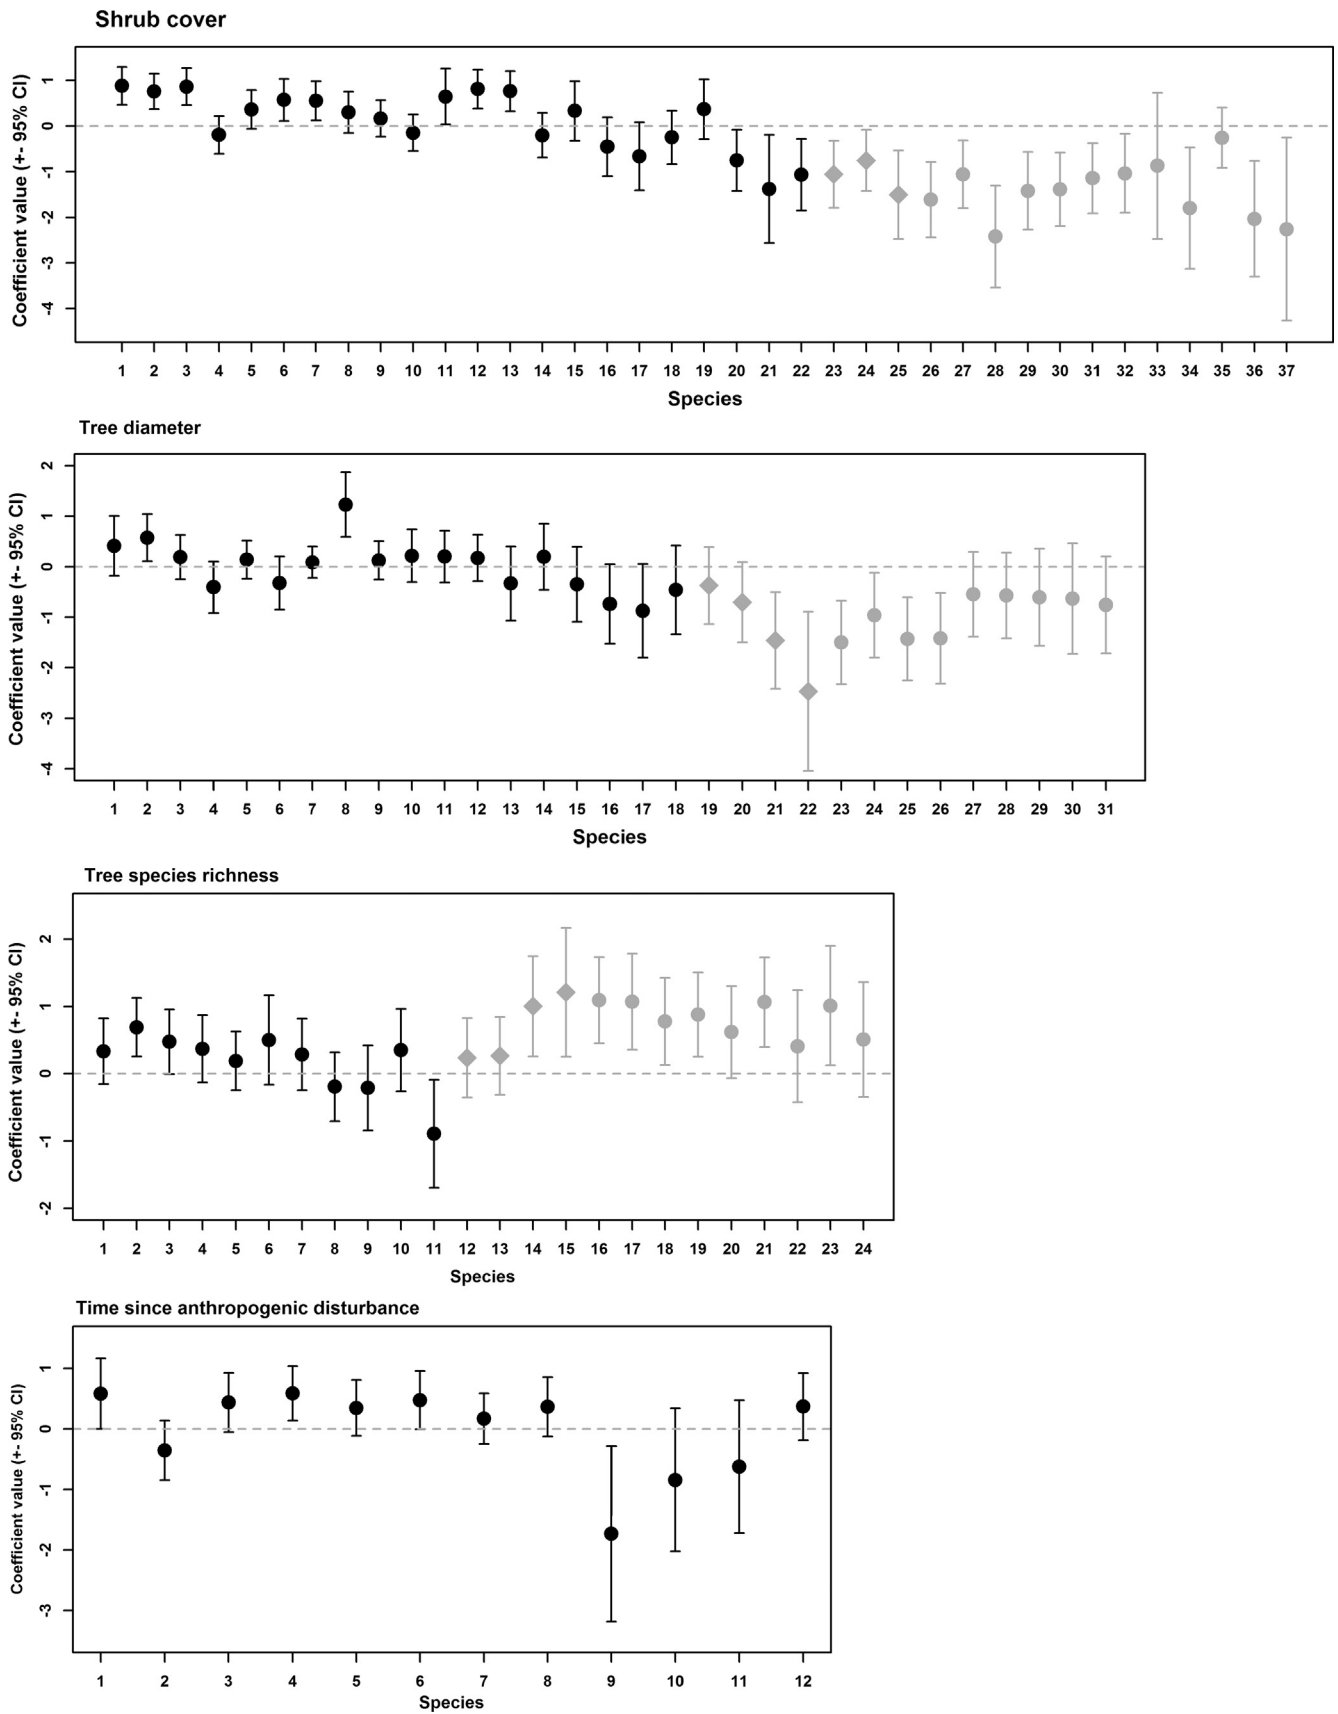 Shrub cover
Coefficient value (+- 95% CI)
1
0
-1
-2
-3
-4
1 2 3 4 5 6 7 8 9 10 11 12 13 14 15 16 17 18 19 20 21 22 23 24 25 26 27 28 29 30 31 32 33 34 35 36 37
Species
Tree diameter
Coefficient value (+- 95% CI)
2
1
0
-1
-2
-3
-4
1 2 3 4 5 6 7 8 9 10 11 12 13 14 15 16 17 18 19 20 21 22 23 24 25 26 27 28 29 30 31
Species
Tree species richness
Coefficient value (+- 95% CI)
2
1
0
-1
-2
1 2 3 4 5 6 7 8 9 10 11 12 13 14 15 16 17 18 19 20 21 22 23 24
Species
Time since anthropogenic disturbance
Coefficient value (+- 95% CI)
1
0
-1
-2
-3
1 2 3 4 5 6 7 8 9 10 11 12
Species